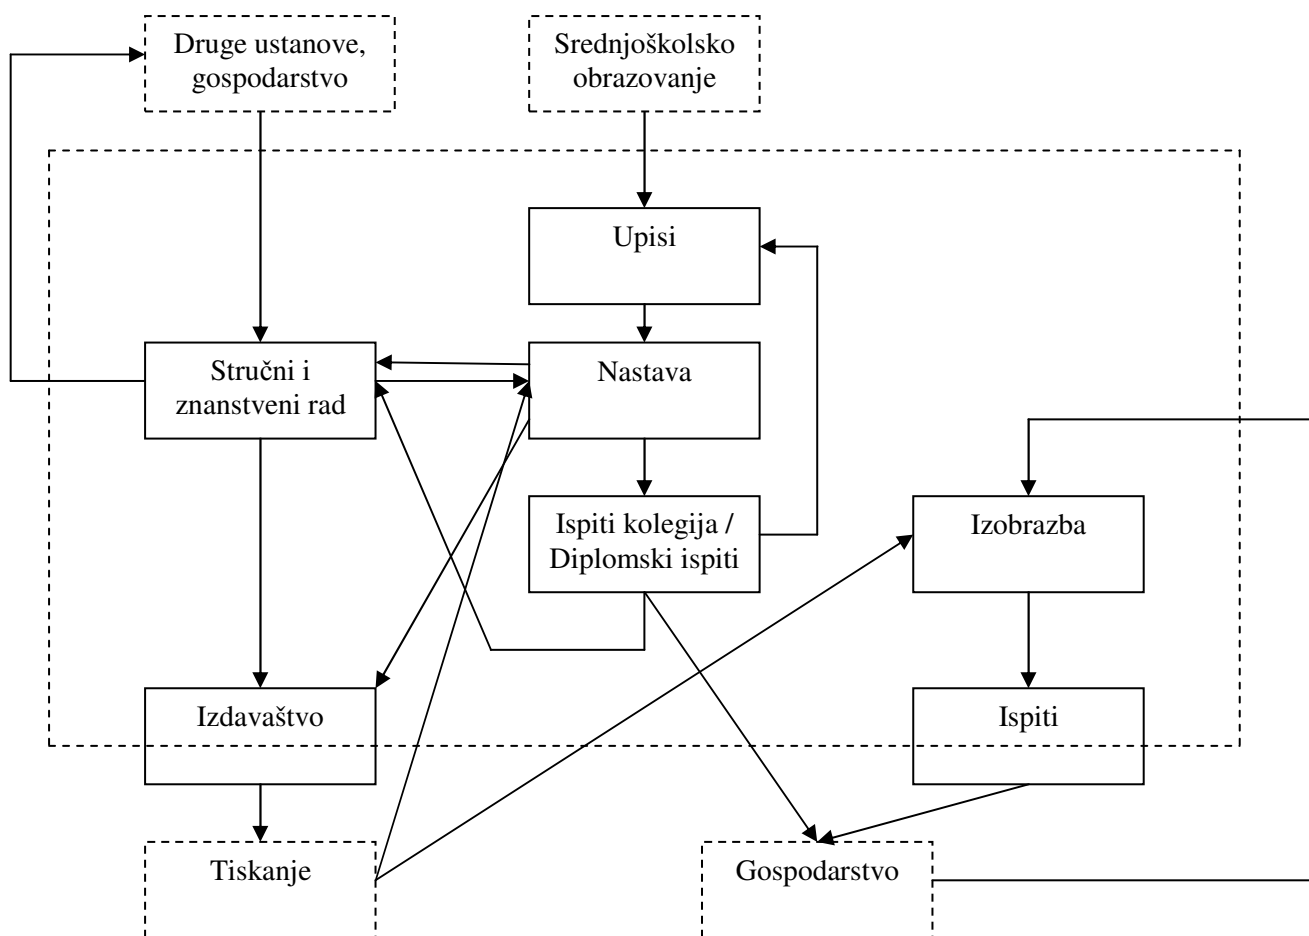 Druge ustanove,
gospodarstvo
Srednjoškolsko
obrazovanje
Upisi
Stručni i
znanstveni rad
Nastava
Ispiti kolegija /
Diplomski ispiti
Izobrazba
Izdavaštvo
Ispiti
Tiskanje
Gospodarstvo